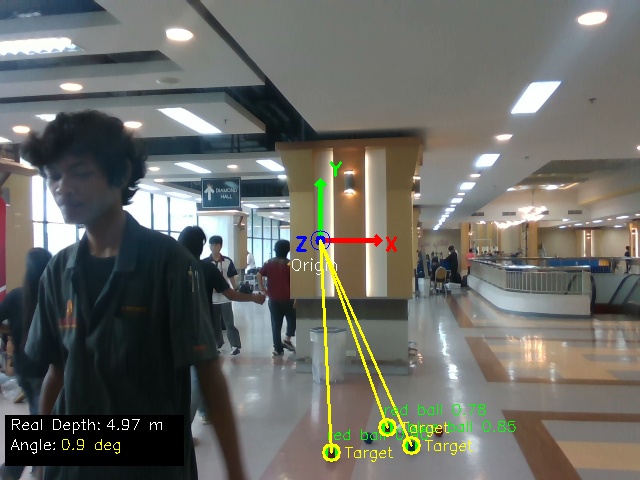 DIAMOND
HALL
Y
Z
X
Origin
red ball 0.78
ball 0.85
ed ball
Target
Target
Target
Real Depth: 4.97 m
Angle: 0.9 deg